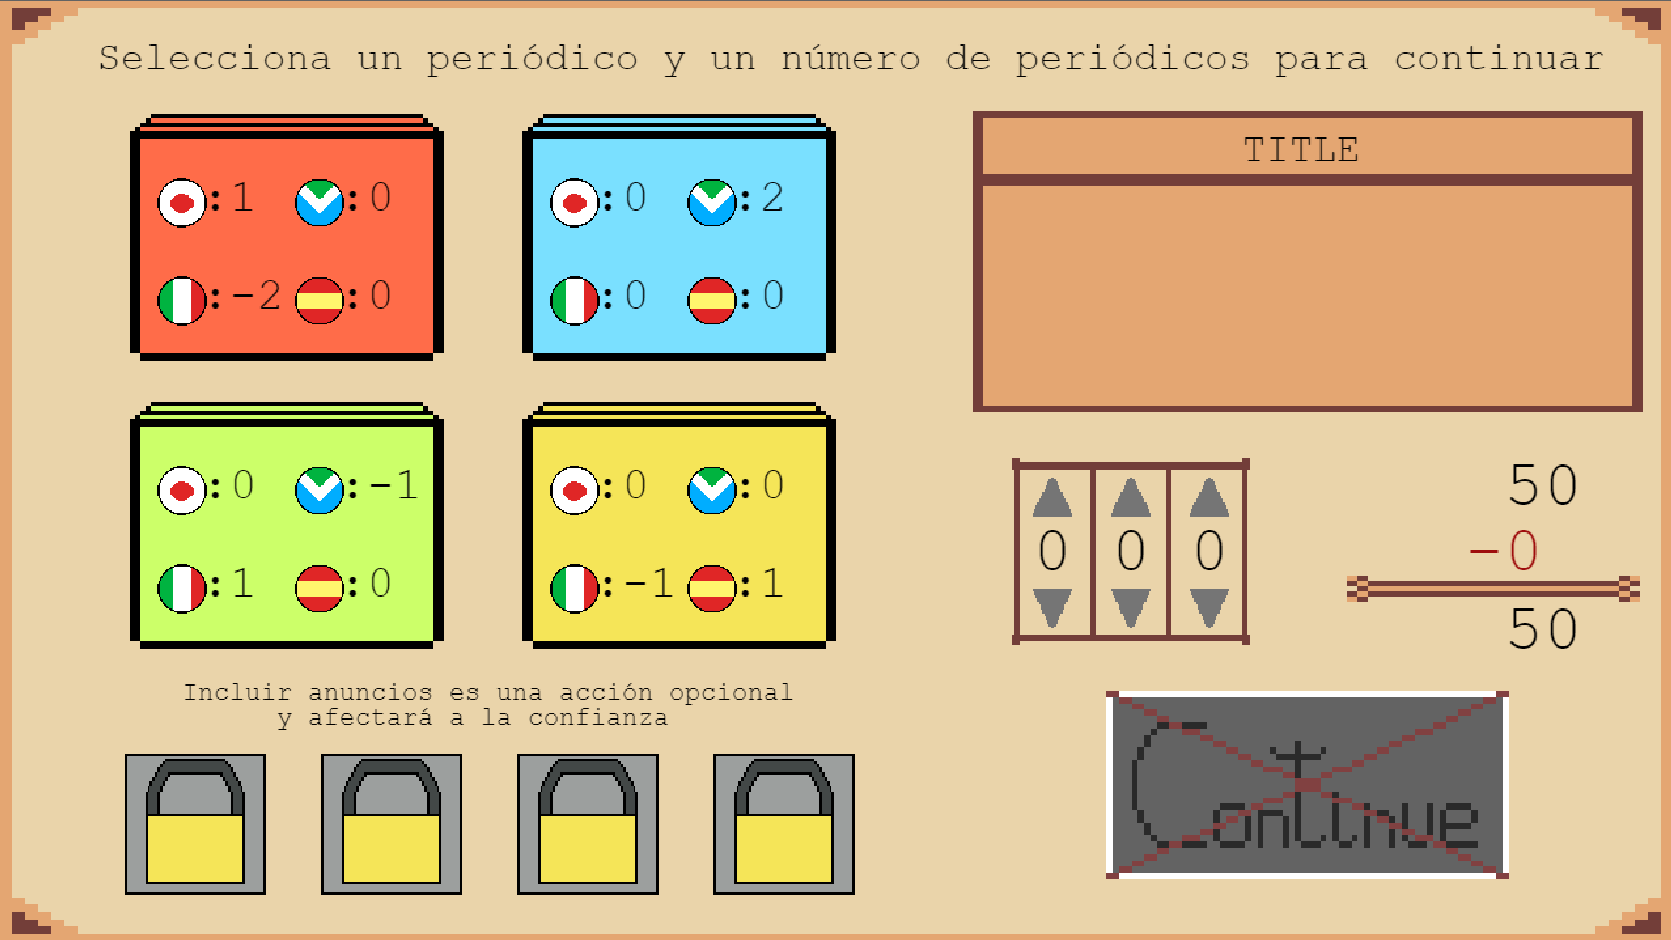 Selecciona un periódico y un número de periódicos para continuar
:1 :0
:-2 :0
:0 :2
:0 :0
TITLE
:0 :-1
:1 :0
:0 :0
:-1 :1
0 0 0
50
-0
50
Incluir anuncios es una acción opcional
y afectará a la confianza
Continue